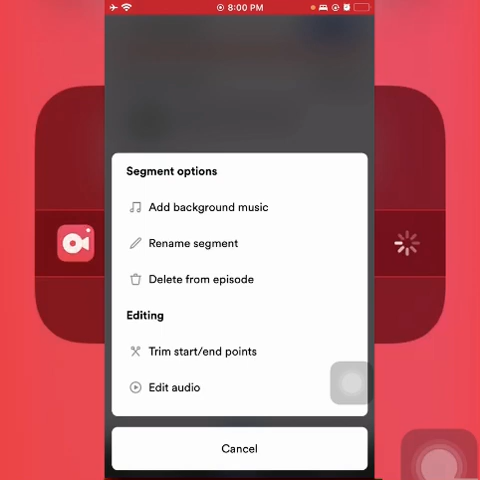 8:00 PM
Segment options
Add background music
Rename segment
Delete from episode
Editing
Trim start/end points
Edit audio
Cancel